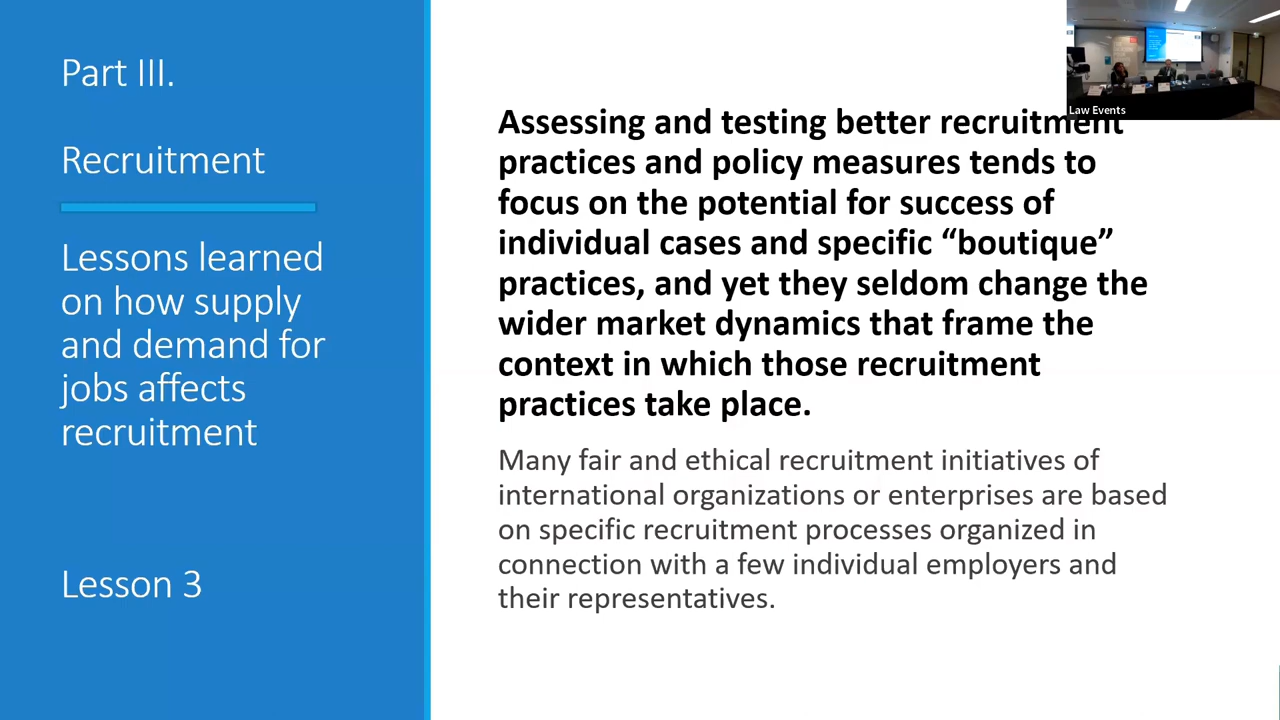 Part III.
Recruitment
Lessons learned
on how supply
and demand for
jobs affects
recruitment
Lesson 3
Assessing and testing better recruitment
practices and policy measures tends to
focus on the potential for success of
individual cases and specific “boutique”
practices, and yet they seldom change the
wider market dynamics that frame the
context in which those recruitment
practices take place.
Many fair and ethical recruitment initiatives of
international organizations or enterprises are based
on specific recruitment processes organized in
connection with a few individual employers and
their representatives.
Law Events